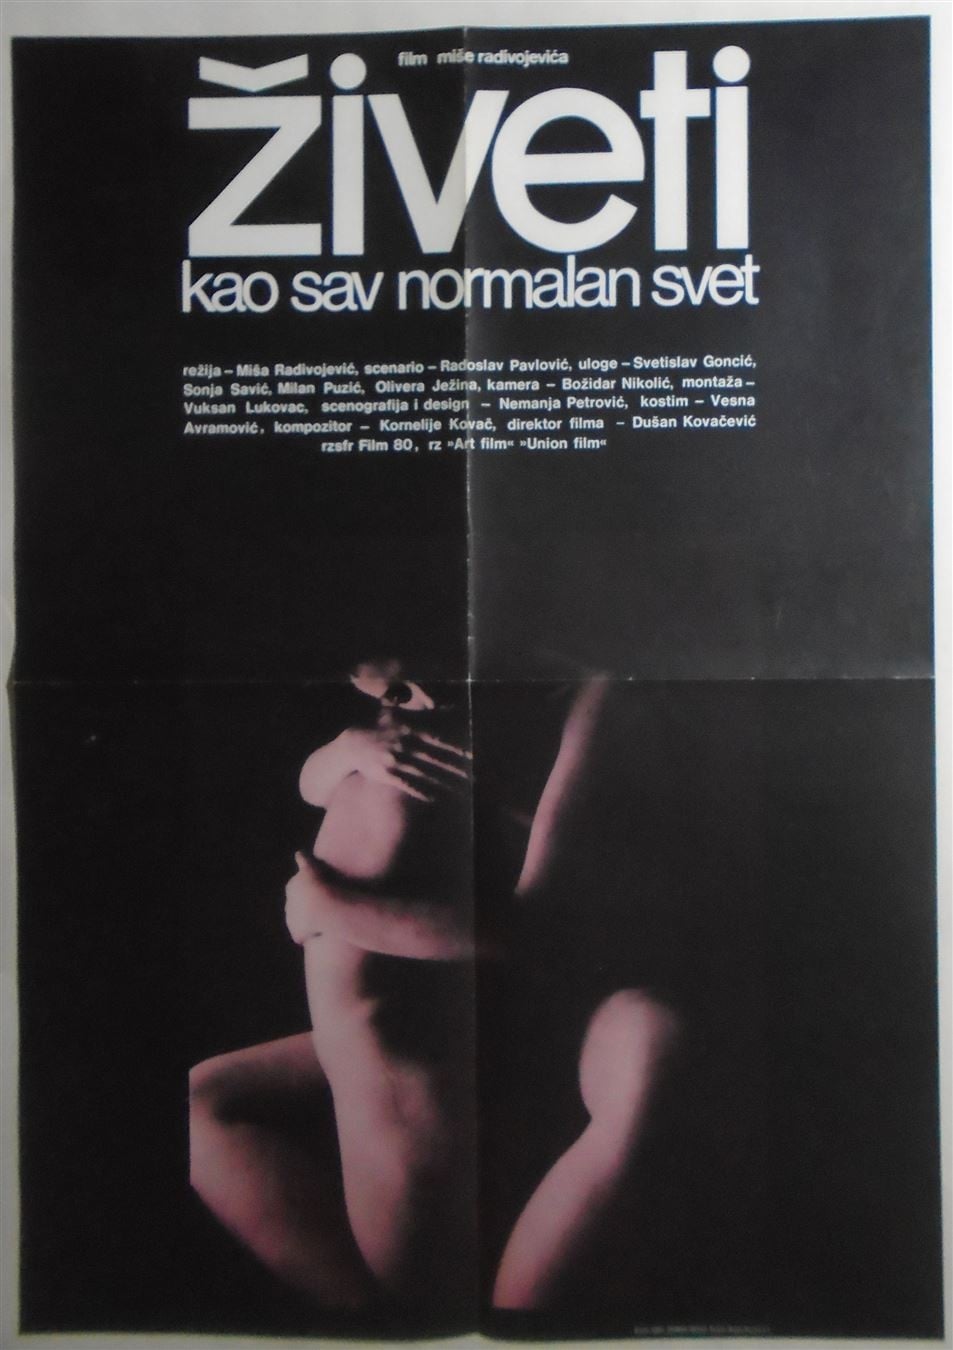 film miše radivojevića
živeti
kao sav normalan svet
režija – Miša Radivojević, scenario – Radoslav Pavlović, uloge – Svetislav Goncić,
Sonja Savić, Milan Puzić, Olivera Ježina, kamera – Božidar Nikolić, montaža –
Vuksan Lukovac, scenografija i design – Nemanja Petrović, kostim – Vesna
Avramović, kompozitor – Kornelije Kovač, direktor filma – Dušan Kovačević
rzsfr Film 80, rz »Art film« »Union film«